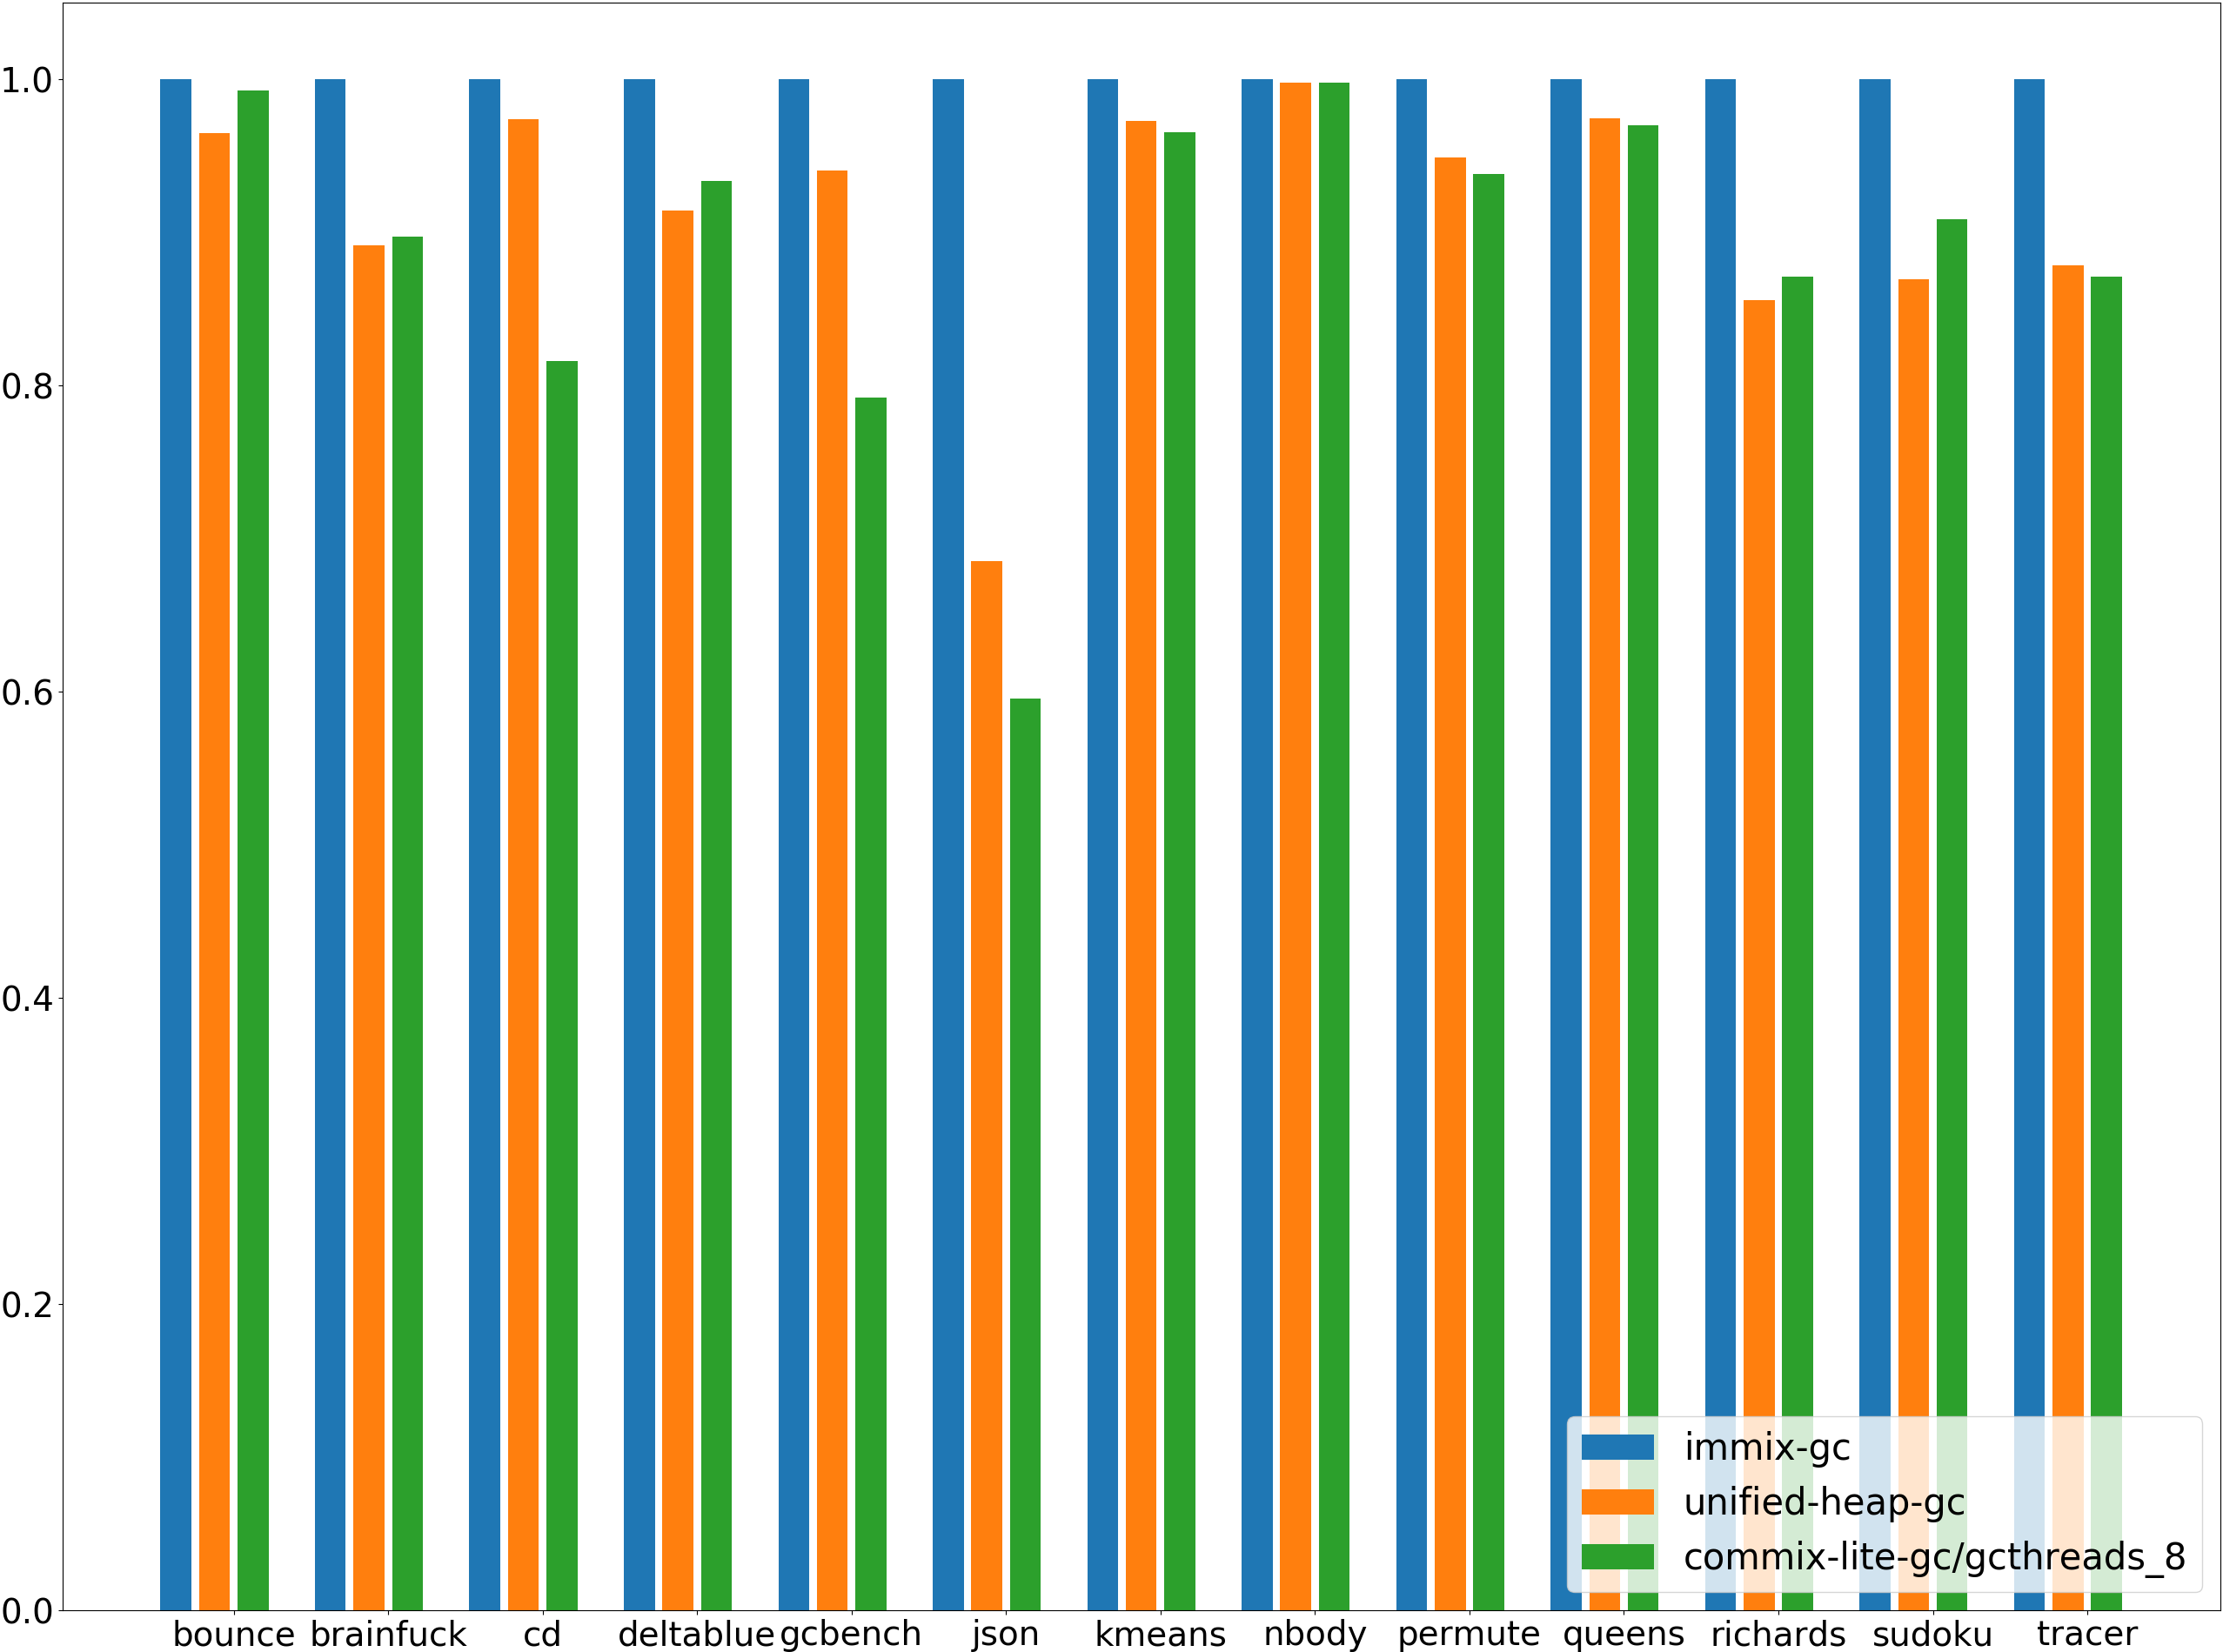 1.0
0.8
0.6
0.4
0.2
0.0
immix-gc
unified-heap-gc
commix-lite-gc/gcthreads_8
bounce brainfuck cd deltablue gcbench json kmeans nbody permute queens richards sudoku tracer